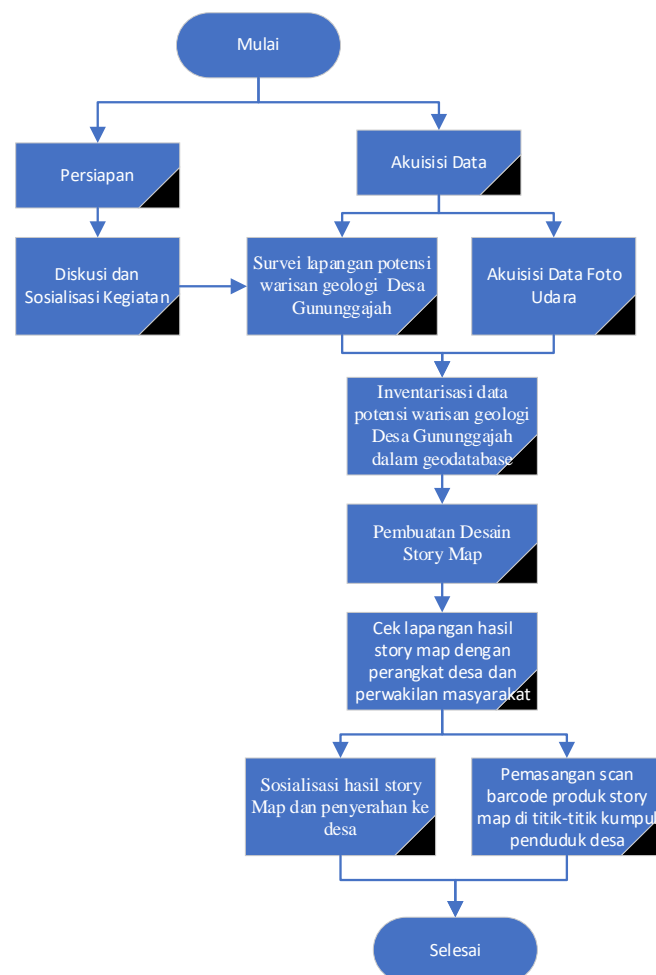 Mulai
Persiapan
Akuisisi Data
Diskusi dan
Sosialisasi Kegiatan
Survei lapangan potensi
warisan geologi Desa
Gununggajah
Akuisisi Data Foto
Udara
Inventarisasi data
potensi warisan geologi
Desa Gununggajah
dalam geodatabase
Pembuatan Desain
Story Map
Cek lapangan hasil
story map dengan
perangkat desa dan
perwakilan masyarakat
Sosialisasi hasil story
Map dan penyerahan ke
desa
Pemasangan scan
barcode produk story
map di titik-titik kumpul
penduduk desa
Selesai